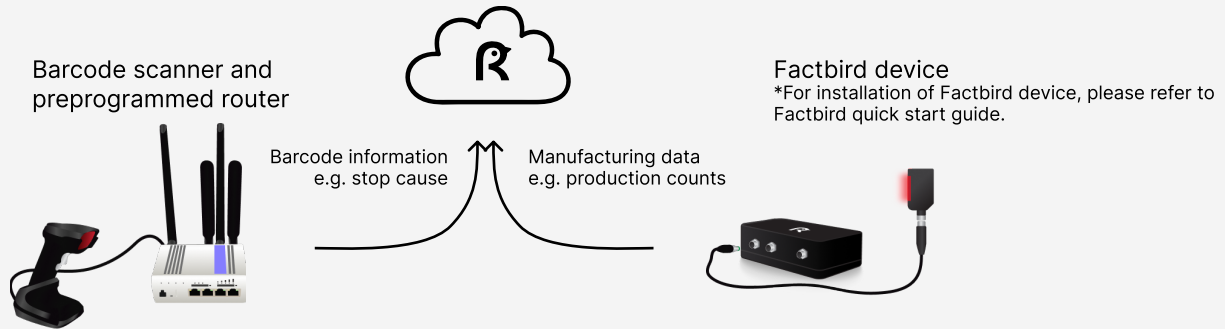 Barcode scanner and
preprogrammed router
Barcode information
e.g. stop cause
Manufacturing data
e.g. production counts
Factbird device
*For installation of Factbird device, please refer to
Factbird quick start guide.